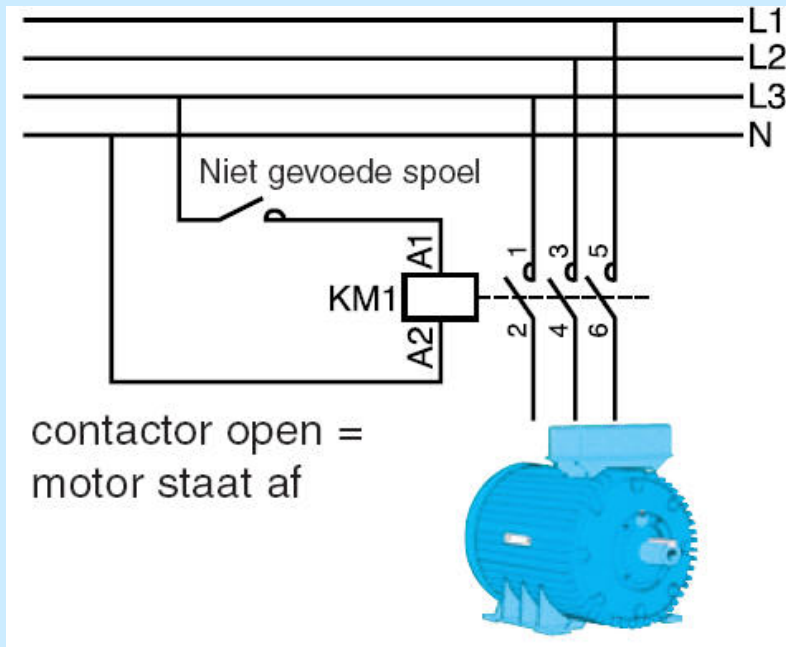 L1
L2
L3
N
Niet gevoede spoel
A1
KM1
A2
1 3 5
2 4 6
contactor open =
motor staat af